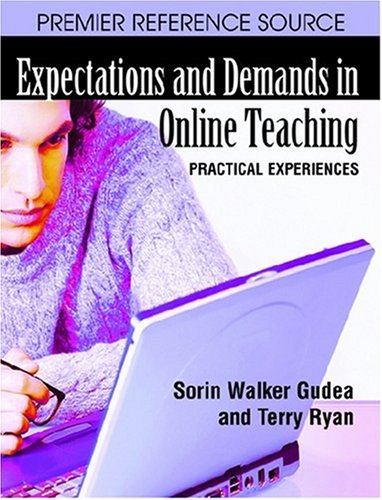 PREMIER REFERENCE SOURCE
Expectations and Demands in
Online Teaching
PRACTICAL EXPERIENCES
Sorin Walker Gudea
and Terry Ryan